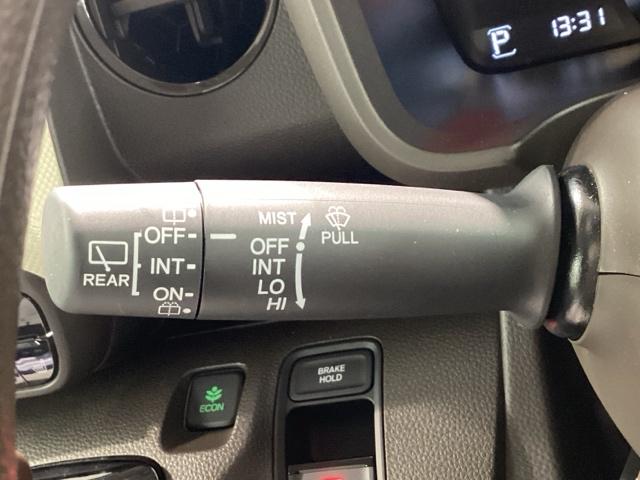 P 13:31
MIST
PULL
OFF
OFF
INT
INT
REAR
LO
ON
HI
BRAKE
HOLD
ECON